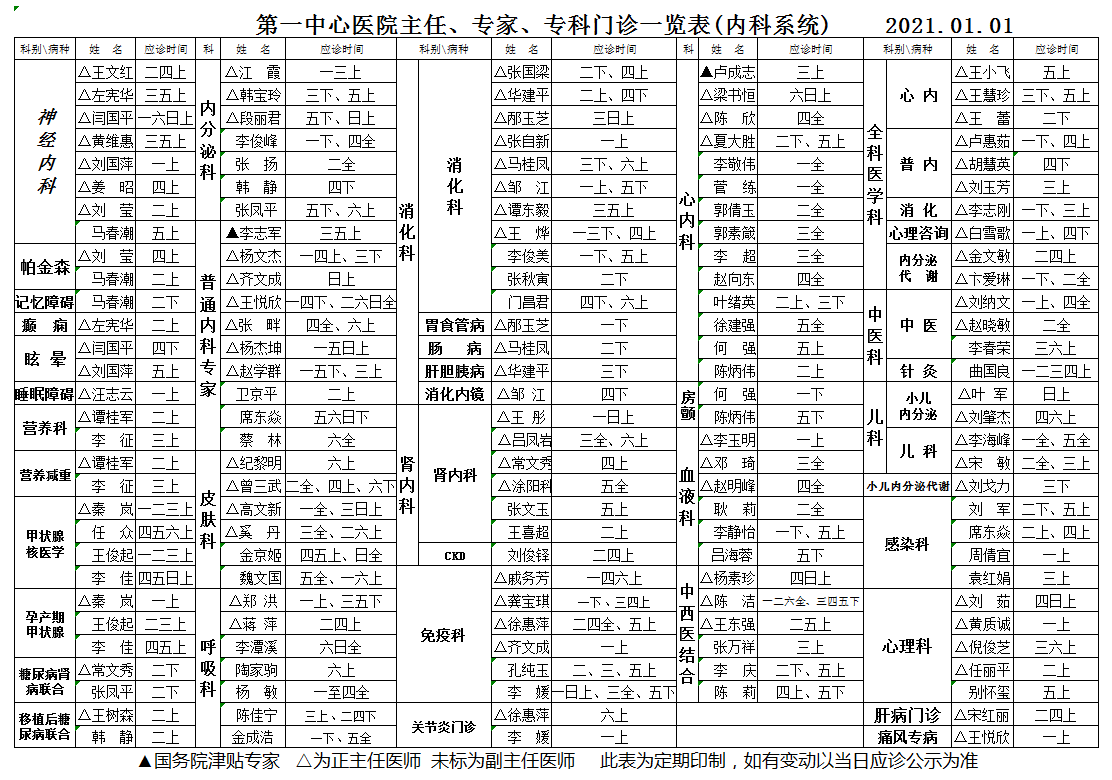 第一中心医院主任、专家、专科门诊一览表(内科系统) 2021.01.01
科别\病种 姓 名 应诊时间 科 姓 名 应诊时间 科别\病种 姓 名 应诊时间 科 姓 名 应诊时间 科别\病种 姓 名 应诊时间
神经内科 △王文红 二四上 内分泌科 △江 霞 一三上 消化科 消化科 △张国梁 二下、四上 心内科 ▲卢成志 三上 全科医学科 心 内 △王小飞 五上
△左宪华 三五上 △韩宝玲 三下、五上 △华建平 二上、四下 △梁书恒 六日上 △王慧珍 三下、五上
△闫国平 一六日上 △段丽君 五下、日上 △邴玉芝 三日上 △陈 欣 四全 △王 蕾 二下
△黄维惠 三五上 李俊峰 一下、四全 △张自新 一上 △夏大胜 二下、五上 普 内 △卢惠茹 一下、四上
△刘国萍 一上 张 扬 二全 △马桂凤 三下、六上 李敬伟 一全 △胡慧英 四下
△姜 昭 四上 韩 静 四下 △邹 江 一上、五下 菅 练 一全 △刘玉芳 三上
△刘 莹 二上 张凤平 五下、六上 △谭东毅 三五上 郭倩玉 二全 消 化 △李志刚 一下、三上
马春潮 五上 普通内科专家 ▲李志军 三五上 △王 烨 一三下、四上 郭素箴 三全 心理咨询 △白雪歌 一上、四下
帕金森 △刘 莹 四上 △杨文杰 一四上、三下 李俊美 一下、五上 李 超 三全 内分泌代 谢 △金文敏 二四上
马春潮 二上 △齐文成 日上 张秋寅 二下 赵向东 四全 △卞爱琳 一下、二全
记忆障碍 马春潮 二下 △王悦欣 一四下、二六日全 门昌君 四下、六上 叶绪英 二上、三下 中医科 中 医 △刘纳文 一上、四全
癫 痫 △左宪华 二上 △张 畔 四全、六上 胃食管病 △邴玉芝 一下 徐建强 五全 △赵晓敏 二全
眩 晕 △闫国平 四下 △杨杰坤 一五日上 肠 病 △马桂凤 二下 何 强 五上 李春荣 三六上
△刘国萍 五上 △赵学群 一五下、三上 肝胆胰病 △华建平 三下 陈炳伟 二上 针 灸 曲国良 一二三四上
睡眠障碍 △汪志云 一上 卫京平 二上 消化内镜 △邹 江 四下 房颤 何 强 一下 儿科 小儿内分泌 △叶 军 日上
营养科 △谭桂军 二上 席东焱 五六日下 肾内科 肾内科 △王 彤 一日上 陈炳伟 五下 △刘肇杰 四六上
李 征 三上 蔡 林 六全 △吕凤岩 三全、六上 血液科 △李玉明 一上 儿 科 △李海峰 一全、五全
营养减重 △谭桂军 二上 皮肤科 △纪黎明 六上 △常文秀 四上 △邓 琦 三全 △宋 敏 二全、三上
李 征 三上 △曾三武 二全、四上、六下 △涂阳科 五全 △赵明峰 四全 小儿内分泌代谢 △刘戈力 三下
甲状腺核医学 △秦 岚 一二三上 △高文新 一全、三日上 张文玉 五上 耿 莉 二全 感染科 刘 军 二下、五上
任 众 四五六上 △奚 丹 三全、二六上 王喜超 二上 李静怡 一下、五上 席东焱 二上、四上
王俊起 一二三上 金京姬 四五上、日全 CKD 刘俊铎 二四上 吕海蓉 五下 周倩宜 一上
李 佳 四五日上 魏文国 五全、一六上 免疫科 △戚务芳 一四六上 中西医结合 △杨素珍 四日上 袁红娟 三上
孕产期甲状腺 △秦 岚 一上 呼吸科 △郑 洪 一上、三五下 △龚宝琪 一下、三四上 △陈 洁 一二六全、三四五下 心理科 △刘 茹 四日上
王俊起 二三上 △蒋 萍 二四上 △徐惠萍 二四全、五上 △王东强 二五上 △黄质诚 一上
李 佳 四五上 李潭溪 六日全 △齐文成 一上 张万祥 三上 △倪俊芝 三六上
糖尿病肾病联合 △常文秀 二下 陶家驹 六上 孔纯玉 二、三、五上 李 庆 二下、五上 △任丽平 二上
张凤平 二下 杨 敏 一至四全 李 媛 一日上、三全、五下 陈 莉 四上、五下 别怀玺 五上
移植后糖尿病联合 △王树森 二上 陈佳宁 三上、二四下 关节炎门诊 △徐惠萍 六上 肝病门诊 △宋红丽 二四上
韩 静 二上 金成浩 一下、五全 李 媛 一上 痛风专病 △王悦欣 一上
▲国务院津贴专家 △为正主任医师 未标为副主任医师 此表为定期印制，如有变动以当日应诊公示为准